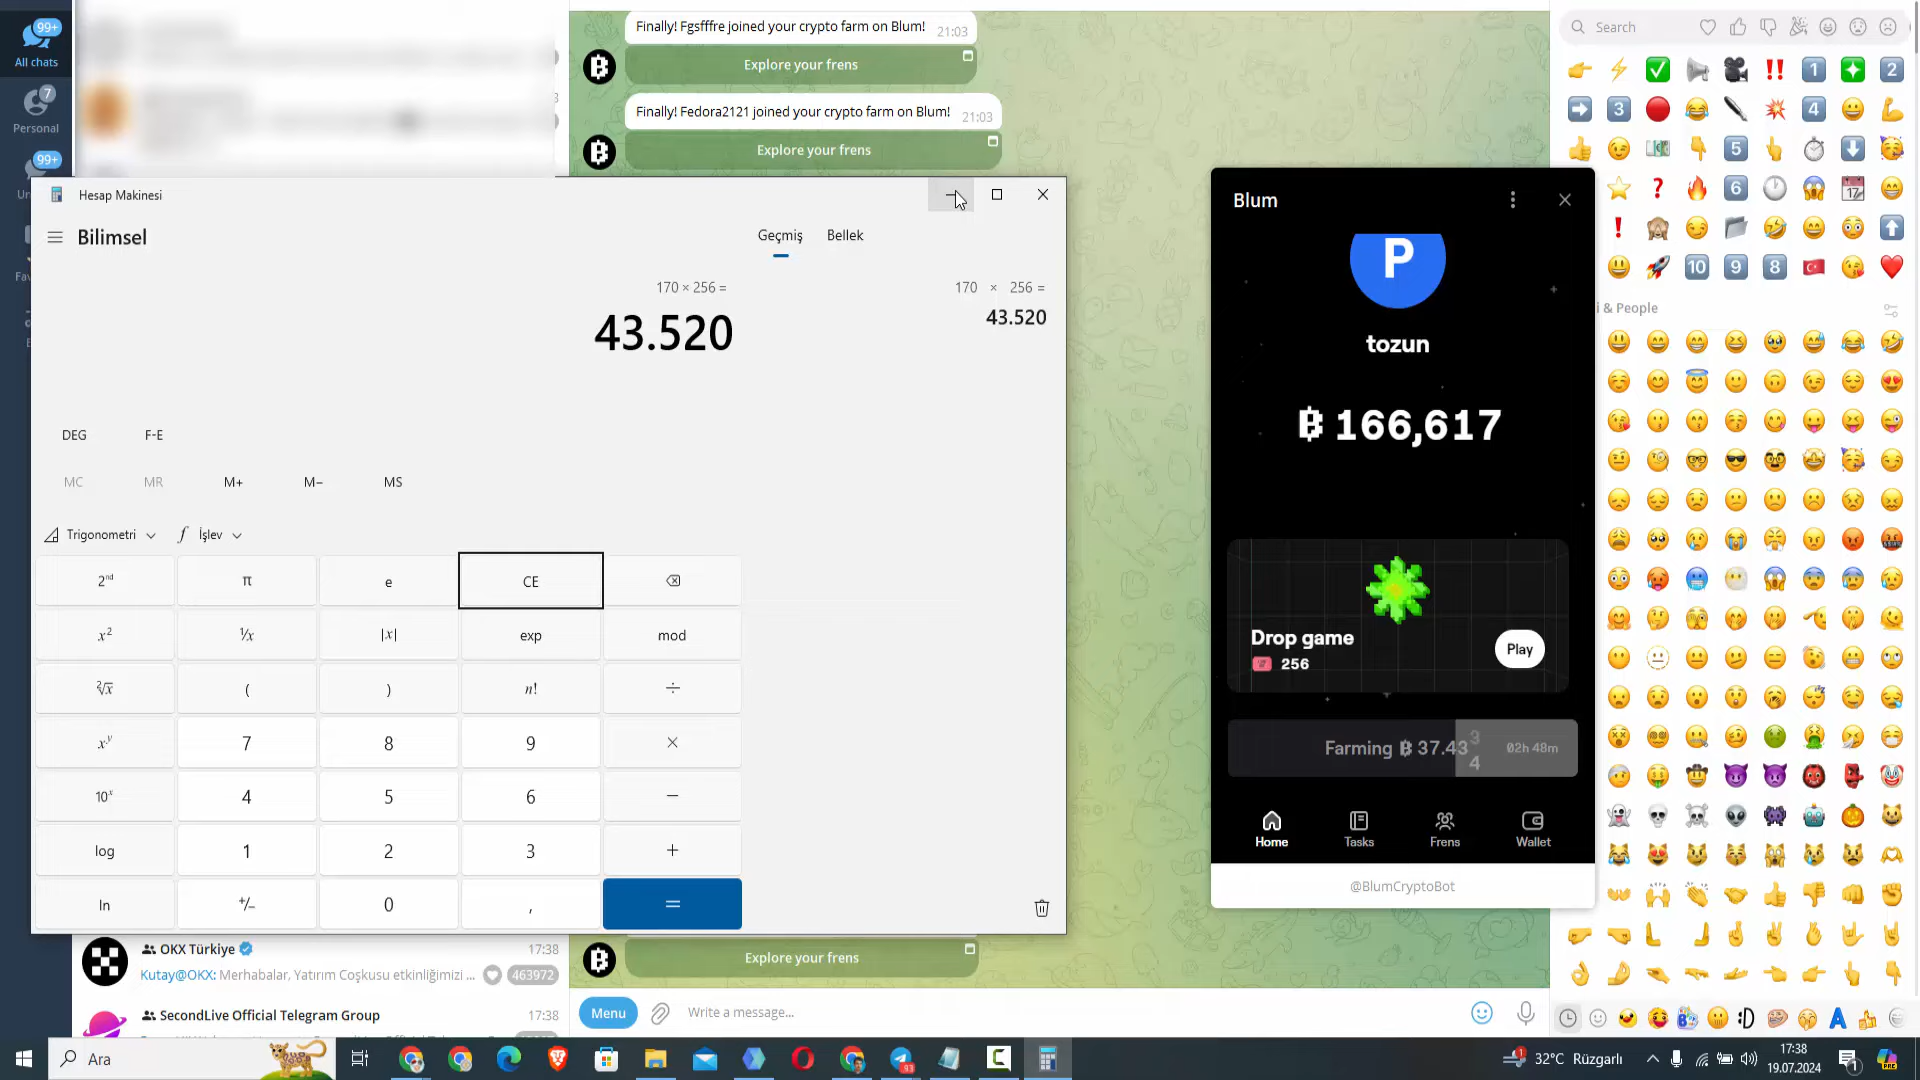 99+
All chats
7
Personal
99+
Finally! Fgsfffre joined your crypto farm on Blum!
21:03
Explore your frens
Finally! Fedora2121 joined your crypto farm on Blum!
21:03
Explore your frens
Hesap Makinesi
Bilimsel
Geçmiş
Bellek
170 × 256 =
43.520
170 × 256 =
43.520
DEG
F-E
MC
MR
M+
M−
MS
Trigonometri
f İşlev
2ⁿᵈ
π
e
CE
x²
¹/x
|x|
exp
mod
²√x
(
)
n!
÷
xʸ
7
8
9
×
10ˣ
4
5
6
−
log
1
2
3
+
ln
+/−
0
,
=
Blum
P
tozun
166,617
Drop game
256
Play
Farming 37.43
3
4
02h 48m
Home
Tasks
Frens
Wallet
@BlumCryptoBot
Search
i & People
OKX Türkiye
17:38
Kutay@OKX: Merhabalar, Yatırım Coşkusu etkinliğimizi ...
463972
SecondLive Official Telegram Group
17:38
Explore your frens
Menu
Write a message...
Ara
93
1
32°C Rüzgarlı
17:38
19.07.2024
1